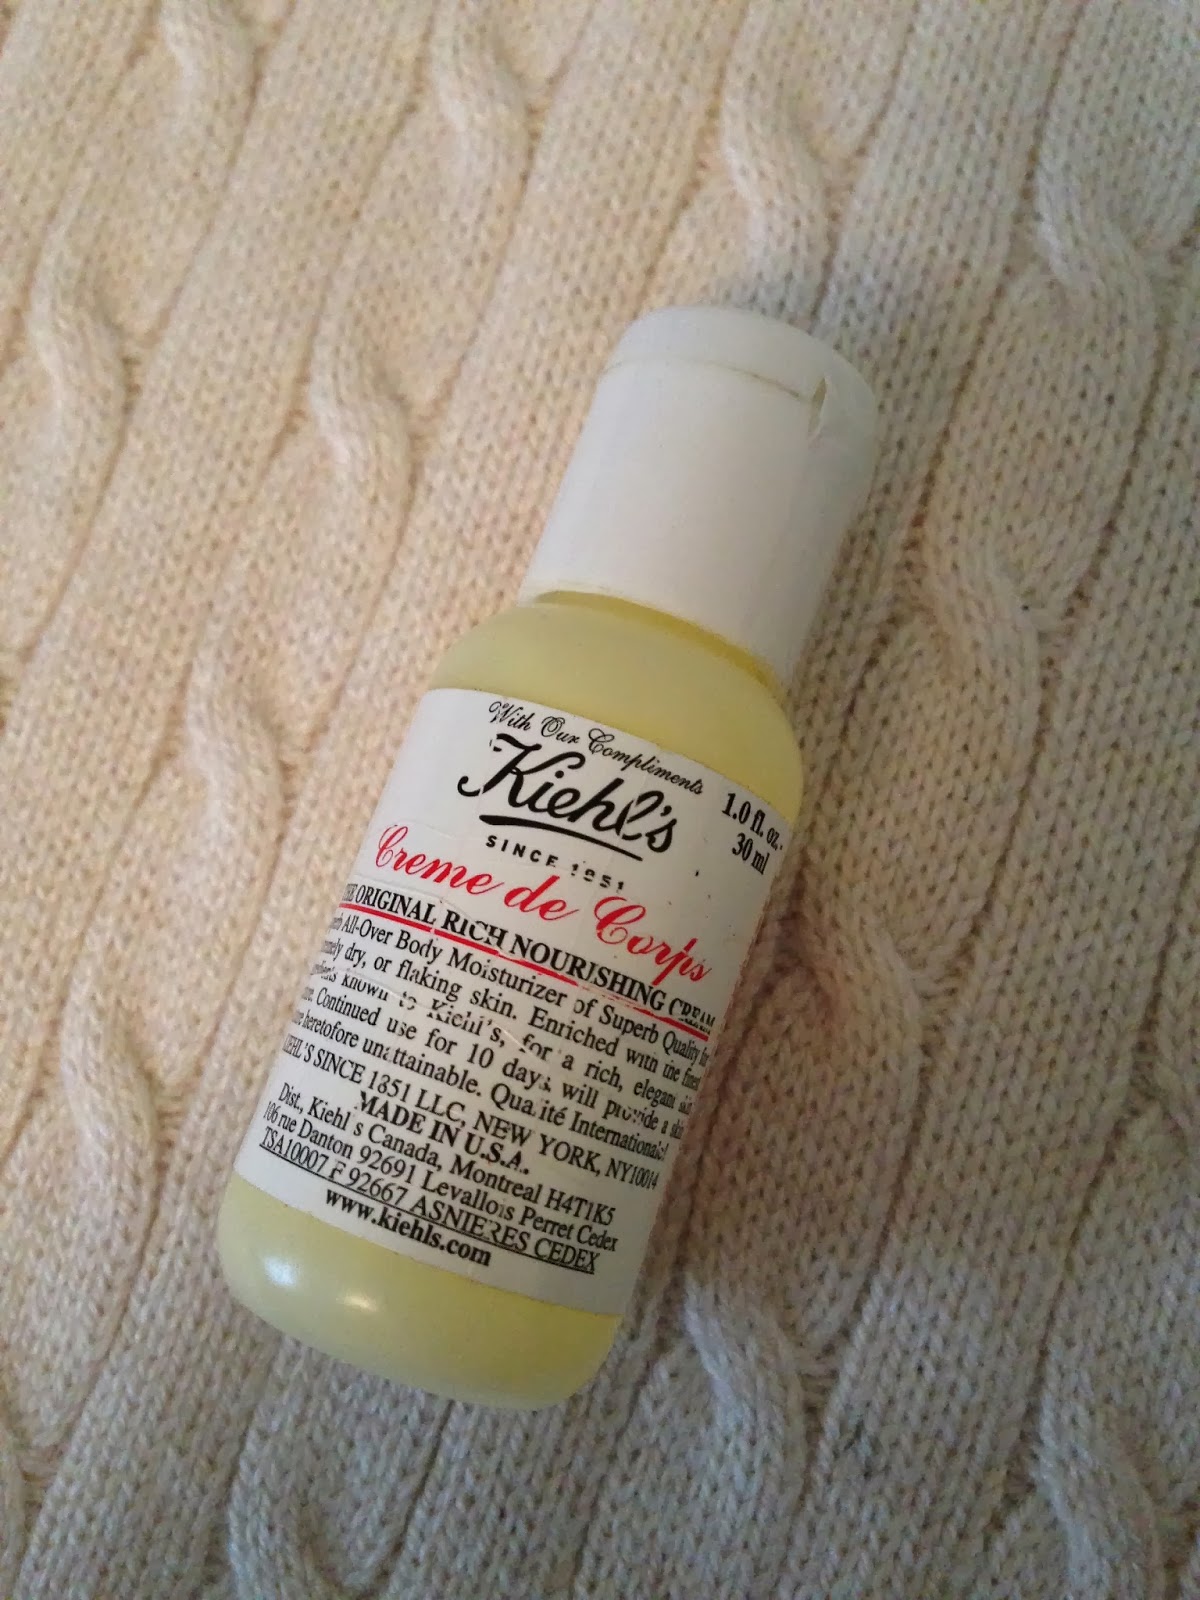 With Our Compliments
Kiehl's
SINCE 1851
1.0 fl. oz. -
30 ml
Creme de Corps
ORIGINAL RICH NOURISHING CREAM
All-Over Body Moisturizer of Superb Quality for
dry, or flaking skin. Enriched with the finest
known to Kiehl's, for a rich, elegant skin
Continued use for 10 days will provide a skin
heretofore unattainable. Qualité Internationale!
KIEHL'S SINCE 1851 LLC, NEW YORK, NY10014
MADE IN U.S.A.
Dist., Kiehl's Canada, Montreal H4T1K5
106 rue Danton 92691 Levallois Perret Cedex
TSA10007 F 92667 ASNIERES CEDEX
www.kiehls.com